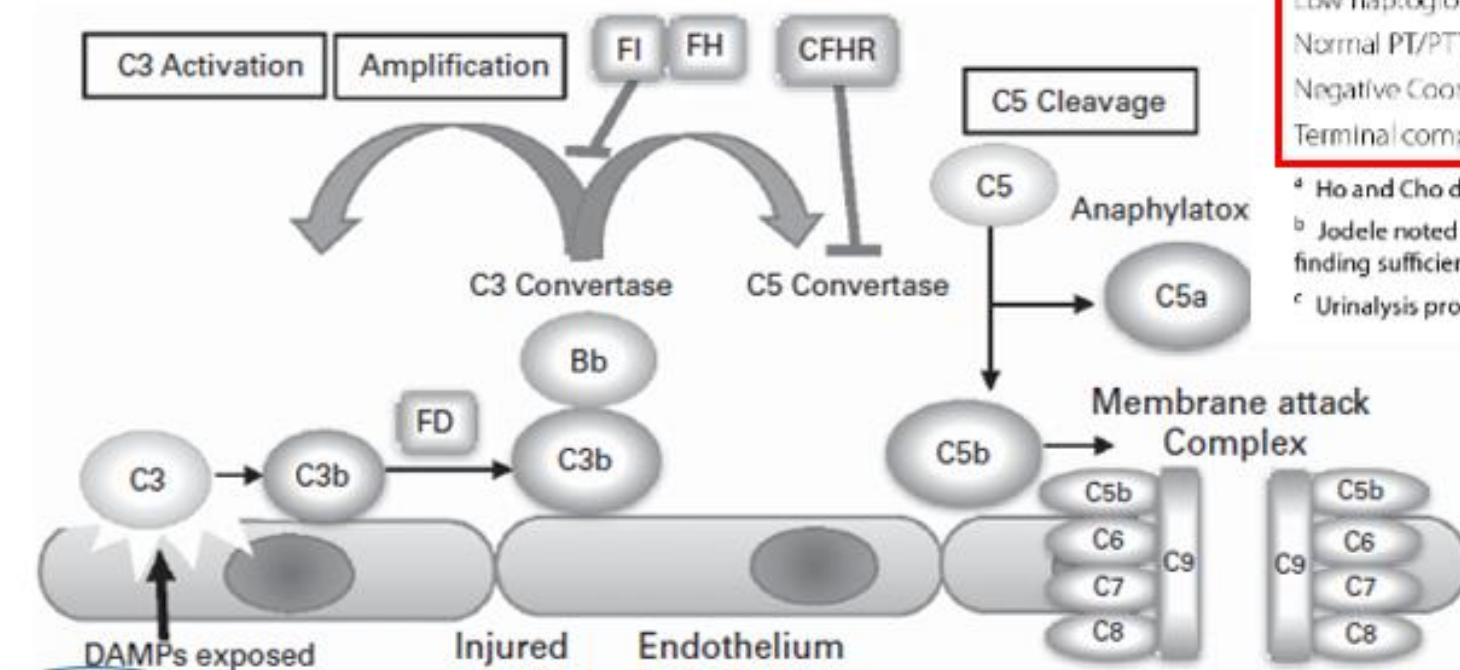 C3 Activation
Amplification
FI
FH
CFHR
C5 Cleavage
C5
Anaphylatox
C5a
C3 Convertase
C5 Convertase
Bb
FD
C3
C3b
C3b
C5b
Membrane attack
Complex
C5b
C6
C7
C8
C9
C9
C5b
C6
C7
C8
DAMPs exposed
Injured
Endothelium
Normal PT/PT
Negative Coo
Terminal com
a Ho and Cho d
b Jodele noted
finding sufficie
c Urinalysis pro